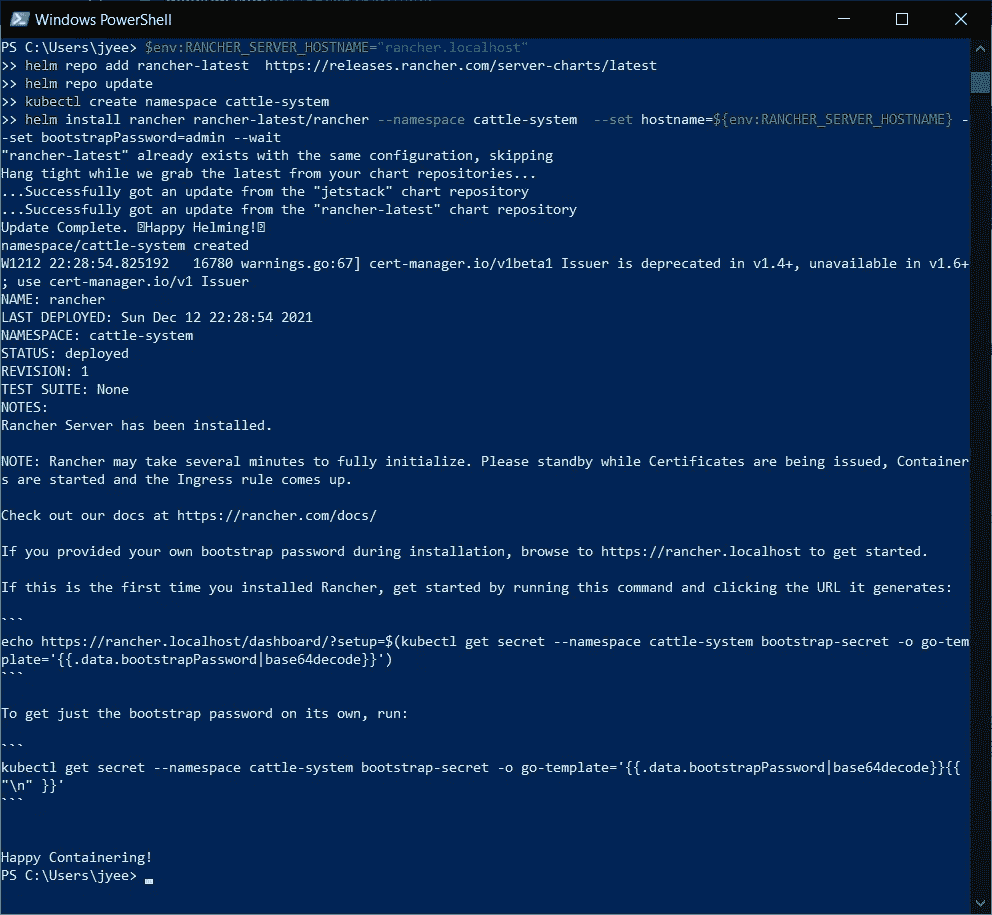 Windows PowerShell
PS C:\Users\jyee> $env:RANCHER_SERVER_HOSTNAME="rancher.localhost"
>> helm repo add rancher-latest  https://releases.rancher.com/server-charts/latest
>> helm repo update
>> kubectl create namespace cattle-system
>> helm install rancher rancher-latest/rancher --namespace cattle-system  --set hostname=${env:RANCHER_SERVER_HOSTNAME} -
-set bootstrapPassword=admin --wait
"rancher-latest" already exists with the same configuration, skipping
Hang tight while we grab the latest from your chart repositories...
...Successfully got an update from the "jetstack" chart repository
...Successfully got an update from the "rancher-latest" chart repository
Update Complete. ⍰Happy Helming!⍰
namespace/cattle-system created
W1212 22:28:54.825192   16780 warnings.go:67] cert-manager.io/v1beta1 Issuer is deprecated in v1.4+, unavailable in v1.6+
; use cert-manager.io/v1 Issuer
NAME: rancher
LAST DEPLOYED: Sun Dec 12 22:28:54 2021
NAMESPACE: cattle-system
STATUS: deployed
REVISION: 1
TEST SUITE: None
NOTES:
Rancher Server has been installed.
NOTE: Rancher may take several minutes to fully initialize. Please standby while Certificates are being issued, Container
s are started and the Ingress rule comes up.
Check out our docs at https://rancher.com/docs/
If you provided your own bootstrap password during installation, browse to https://rancher.localhost to get started.
If this is the first time you installed Rancher, get started by running this command and clicking the URL it generates:
```
echo https://rancher.localhost/dashboard/?setup=$(kubectl get secret --namespace cattle-system bootstrap-secret -o go-tem
plate='{{.data.bootstrapPassword|base64decode}}')
```
To get just the bootstrap password on its own, run:
```
kubectl get secret --namespace cattle-system bootstrap-secret -o go-template='{{.data.bootstrapPassword|base64decode}}{{
"\n" }}'
```
Happy Containering!
PS C:\Users\jyee>